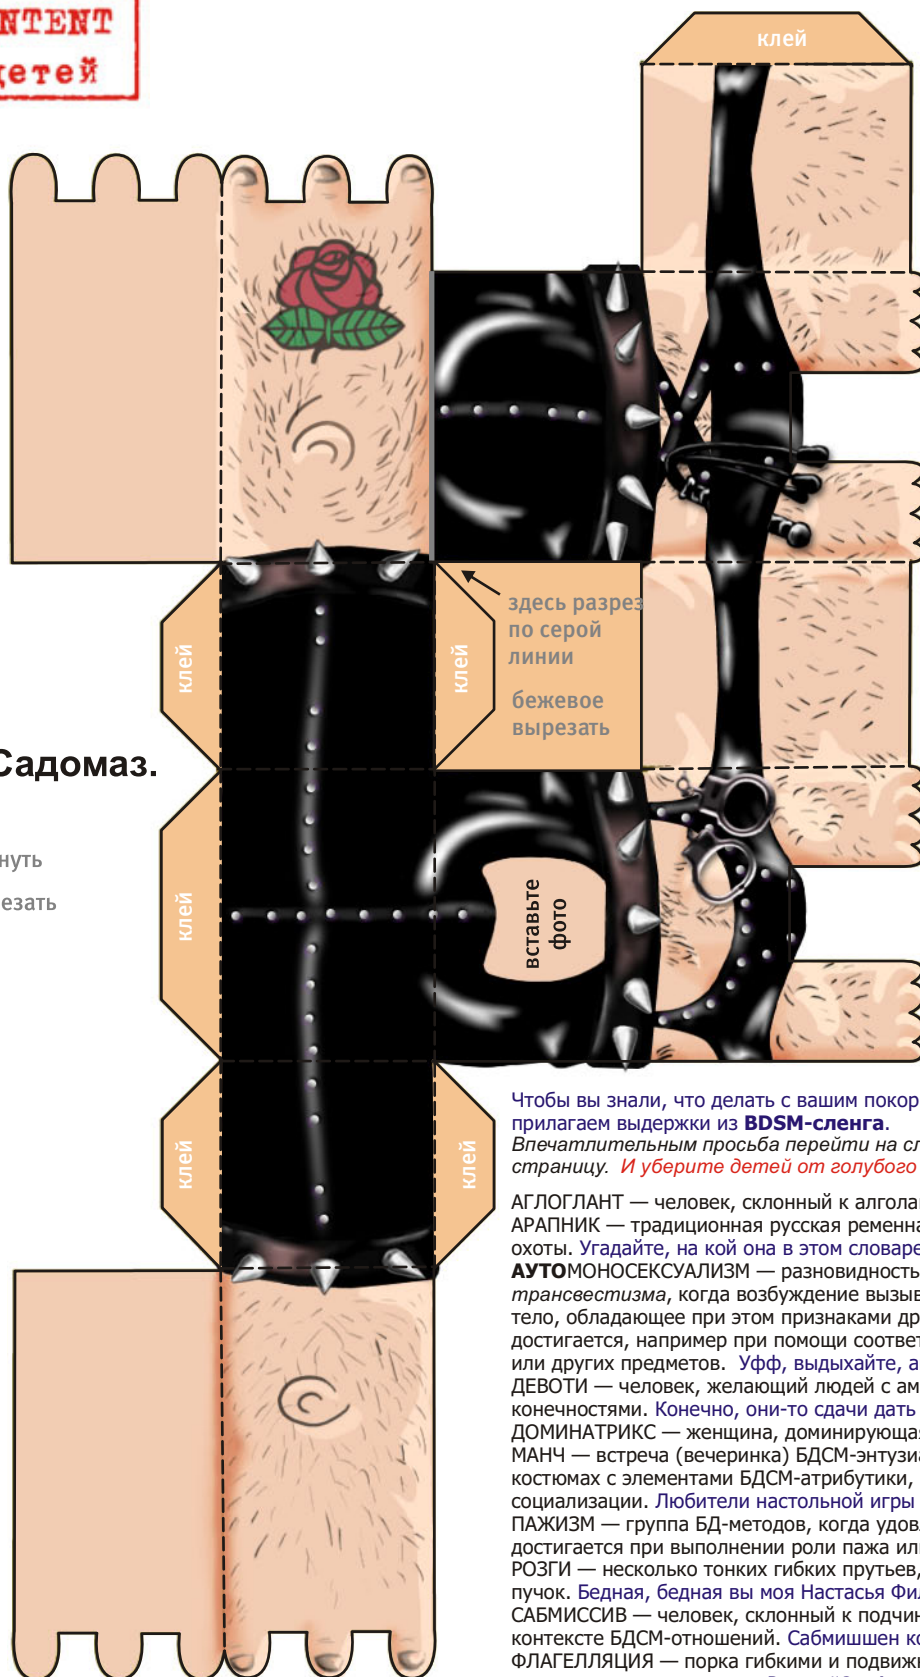 NTENT
детей
клей
здесь разрез
по серой
линии
бежевое
вырезать
клей
клей
Садомаз.
нуть
езать
клей
вставьте
фото
клей
клей
Чтобы вы знали, что делать с вашим покор
прилагаем выдержки из BDSM-сленга.
Впечатлительным просьба перейти на сл
страницу. И уберите детей от голубого
АГЛОГЛАНТ — человек, склонный к алголаг
АРАПНИК — традиционная русская ременна
охоты. Угадайте, на кой она в этом словаре
АУТОМОНОСЕКСУАЛИЗМ — разновидность
трансвестизма, когда возбуждение вызыв
тело, обладающее при этом признаками др
достигается, например при помощи соответ
или других предметов. Уфф, выдыхайте, а
ДЕВОТИ — человек, желающий людей с ам
конечностями. Конечно, они-то сдачи дать
ДОМИНАТРИКС — женщина, доминирующая
МАНЧ — встреча (вечеринка) БДСМ-энтузиа
костюмах с элементами БДСМ-атрибутики,
социализации. Любители настольной игры
ПАЖИЗМ — группа БД-методов, когда удовл
достигается при выполнении роли пажа или
РОЗГИ — несколько тонких гибких прутьев,
пучок. Бедная, бедная вы моя Настасья Фил
САБМИССИВ — человек, склонный к подчин
контексте БДСМ-отношений. Сабмишшен ко
ФЛАГЕЛЛЯЦИЯ — порка гибкими и подвижн